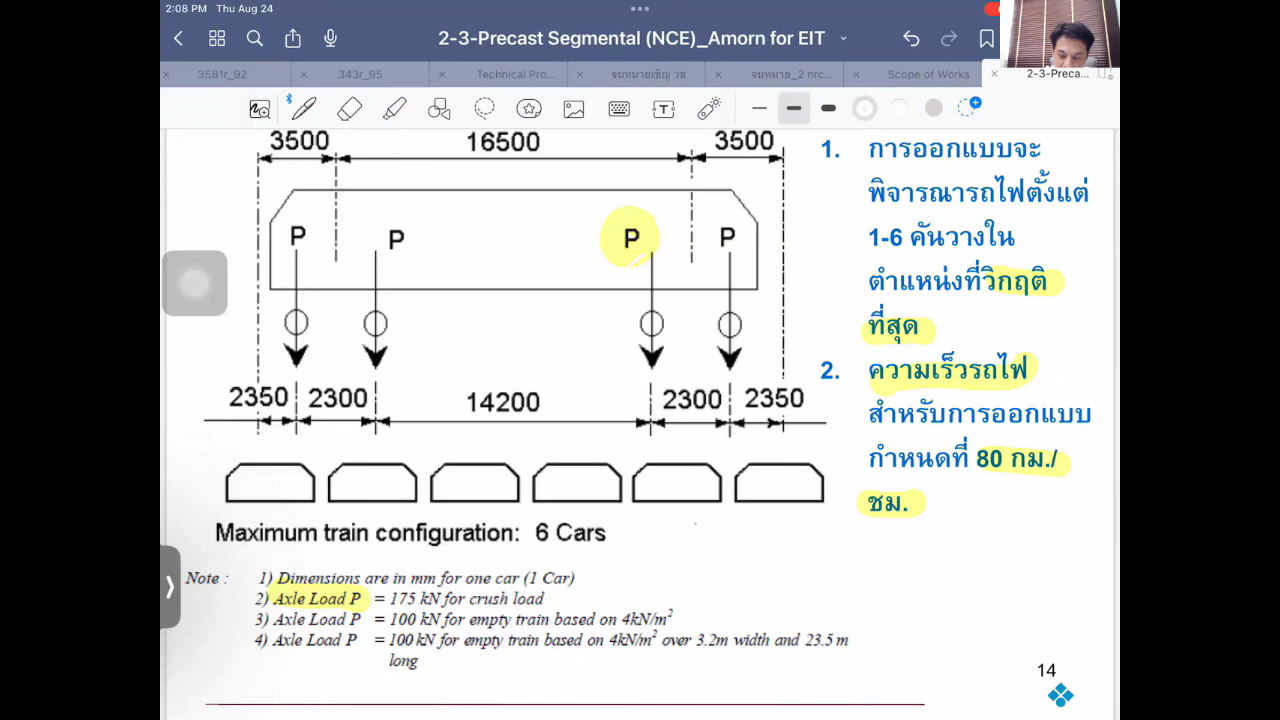 2:08 PM Thu Aug 24
2-3-Precast Segmental (NCE)_Amorn for EIT
3581r_92
343r_95
Technical Pro...
จมหมายเชิญ วช
จมหมาย_2 nrc...
Scope of Works
2-3-Preca...
3500 16500 3500
P P P P
2350 2300 14200 2300 2350
Maximum train configuration: 6 Cars
Note : 1) Dimensions are in mm for one car (1 Car)
2) Axle Load P = 175 kN for crush load
3) Axle Load P = 100 kN for empty train based on 4kN/m2
4) Axle Load P = 100 kN for empty train based on 4kN/m2 over 3.2m width and 23.5 m
long
1. การออกแบบจะ
พิจารณารถไฟตั้งแต่
1-6 คันวางใน
ตำแหน่งที่วิกฤติ
ที่สุด
2. ความเร็วรถไฟ
สำหรับการออกแบบ
กำหนดที่ 80 กม./
ชม.
14